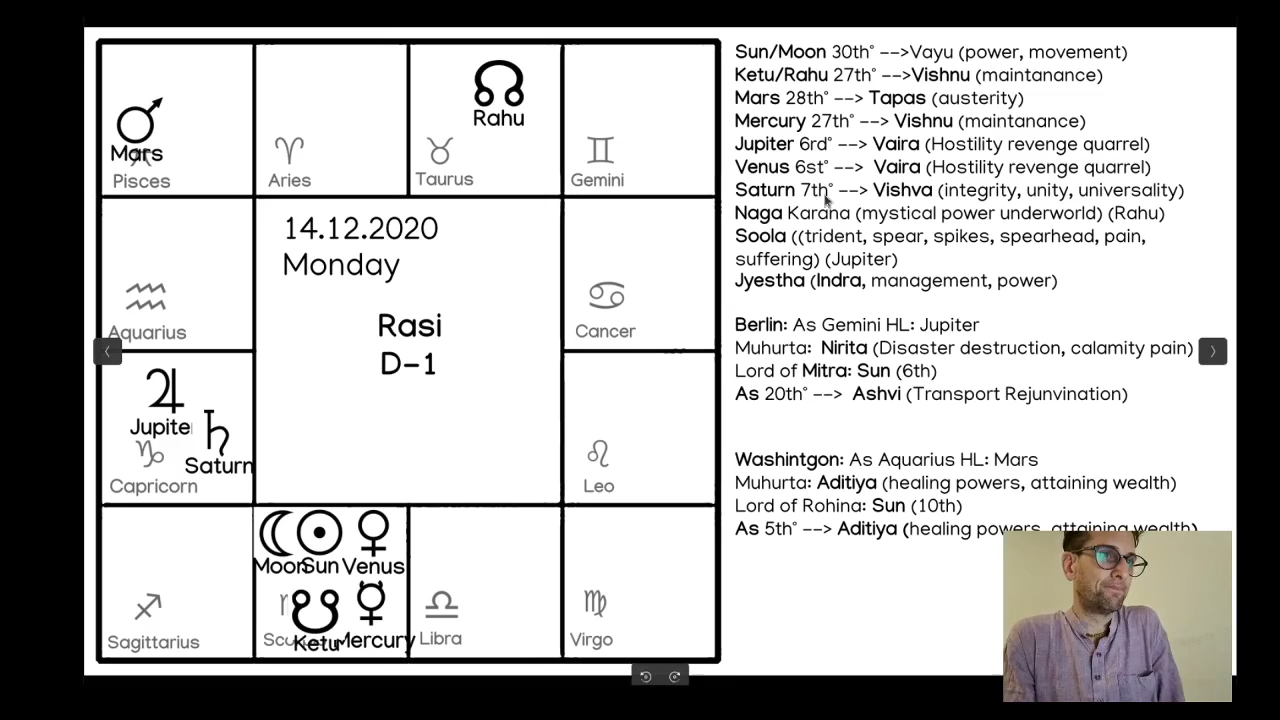 Rahu
Mars
Pisces
Aries
Taurus
Gemini
14.12.2020
Monday
Rasi
D-1
Aquarius
Cancer
Jupite
Saturn
Capricorn
Leo
Moon Sun Venus
Ketu Mercury
Sagittarius
Libra
Virgo
Sun/Moon 30th° -->Vayu (power, movement)
Ketu/Rahu 27th° -->Vishnu (maintanance)
Mars 28th° --> Tapas (austerity)
Mercury 27th° --> Vishnu (maintanance)
Jupiter 6rd° --> Vaira (Hostility revenge quarrel)
Venus 6st° --> Vaira (Hostility revenge quarrel)
Saturn 7th° --> Vishva (integrity, unity, universality)
Naga Karana (mystical power underworld) (Rahu)
Soola ((trident, spear, spikes, spearhead, pain,
suffering) (Jupiter)
Jyestha (Indra, management, power)
Berlin: As Gemini HL: Jupiter
Muhurta: Nirita (Disaster destruction, calamity pain)
Lord of Mitra: Sun (6th)
As 20th° --> Ashvi (Transport Rejunvination)
Washintgon: As Aquarius HL: Mars
Muhurta: Aditiya (healing powers, attaining wealth)
Lord of Rohina: Sun (10th)
As 5th° --> Aditiya (healing powers, attaining wealth)